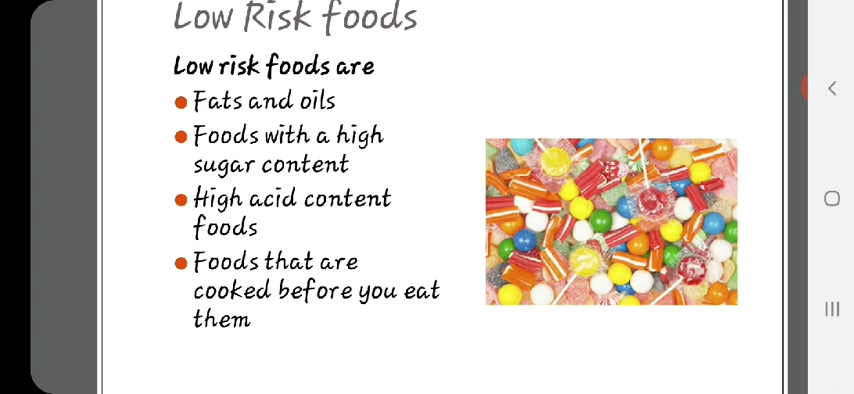 Low Risk foods
Low risk foods are
Fats and oils
Foods with a high
sugar content
High acid content
foods
Foods that are
cooked before you eat
them